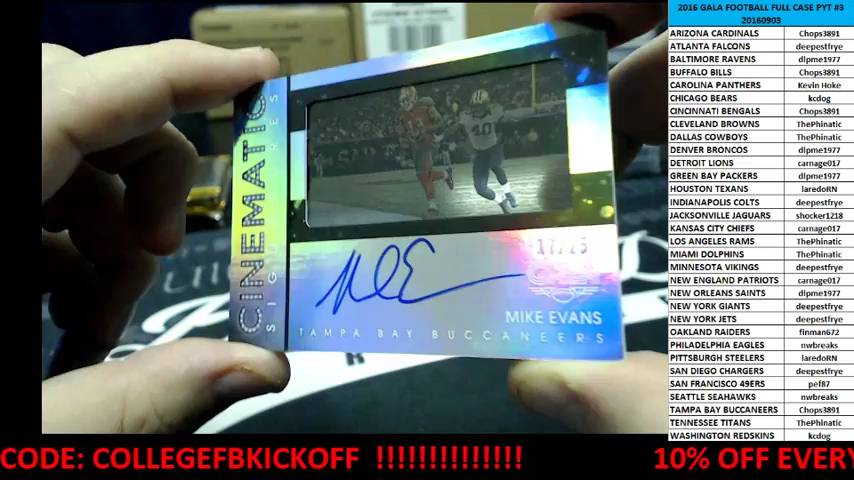 2016 GALA FOOTBALL FULL CASE PYT #3
20160903
ARIZONA CARDINALS Chops3891
ATLANTA FALCONS deepestfrye
BALTIMORE RAVENS dlpme1977
BUFFALO BILLS Chops3891
CAROLINA PANTHERS Kevin Hoke
CHICAGO BEARS kcdog
CINCINNATI BENGALS Chops3891
CLEVELAND BROWNS ThePhinatic
DALLAS COWBOYS ThePhinatic
DENVER BRONCOS dlpme1977
DETROIT LIONS carnage017
GREEN BAY PACKERS dlpme1977
HOUSTON TEXANS laredoRN
INDIANAPOLIS COLTS deepestfrye
JACKSONVILLE JAGUARS shocker1218
KANSAS CITY CHIEFS carnage017
LOS ANGELES RAMS ThePhinatic
MIAMI DOLPHINS ThePhinatic
MINNESOTA VIKINGS deepestfrye
NEW ENGLAND PATRIOTS carnage017
NEW ORLEANS SAINTS dlpme1977
NEW YORK GIANTS deepestfrye
NEW YORK JETS deepestfrye
OAKLAND RAIDERS finman672
PHILADELPHIA EAGLES nwbreaks
PITTSBURGH STEELERS laredoRN
SAN DIEGO CHARGERS deepestfrye
SAN FRANCISCO 49ERS pef87
SEATTLE SEAHAWKS nwbreaks
TAMPA BAY BUCCANEERS Chops3891
TENNESSEE TITANS ThePhinatic
WASHINGTON REDSKINS kcdog
CINEMATIC
SIGNATURES
17/25
MIKE EVANS
TAMPA BAY BUCCANEERS
CODE: COLLEGEFBKICKOFF !!!!!!!!!!!!!!! 10% OFF EVERY